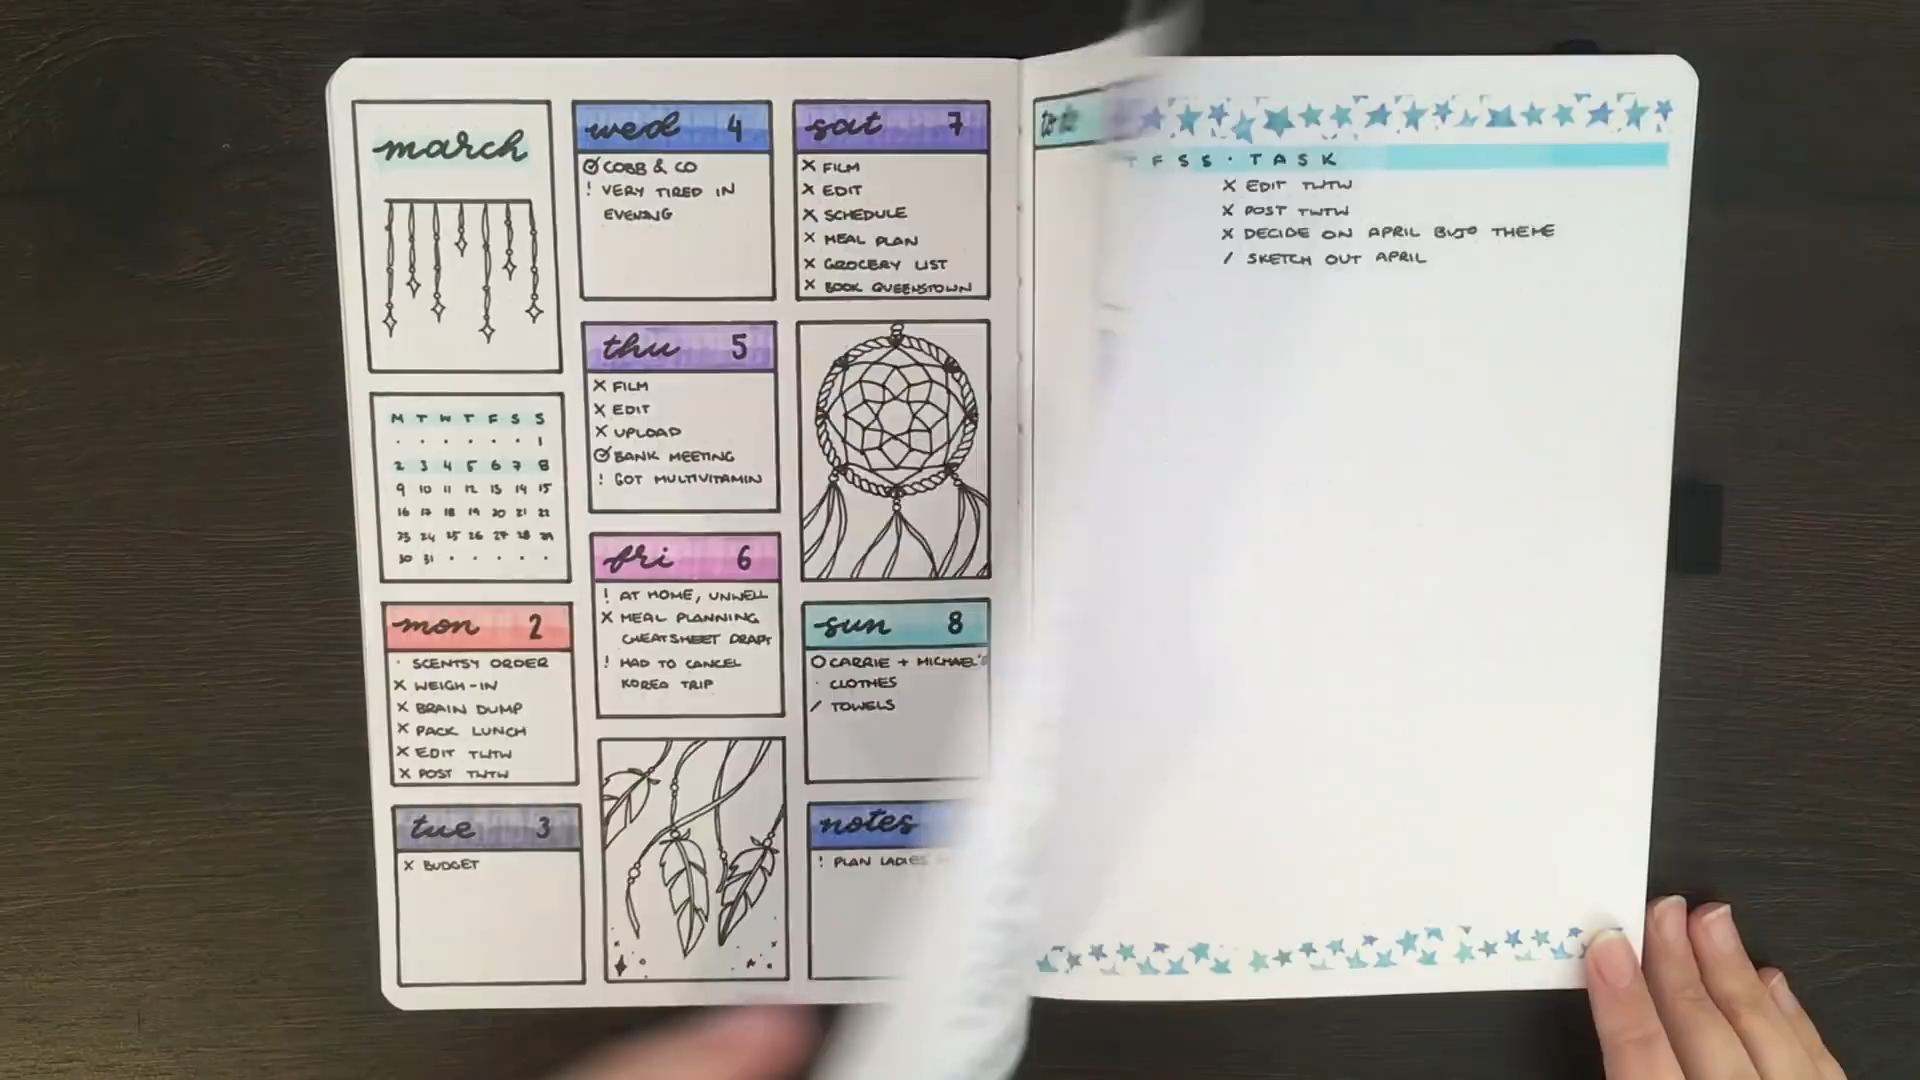 march
M T W T F S S
· · · · · · 1
2 3 4 5 6 7 8
9 10 11 12 13 14 15
16 17 18 19 20 21 22
23 24 25 26 27 28 29
30 31 · · · · ·
mon 2
· SCENTSY ORDER
X WEIGH-IN
X BRAIN DUMP
X PACK LUNCH
X EDIT TWTW
X POST TWTW
tue 3
X BUDGET
wed 4
COBB & CO
! VERY TIRED IN
EVENING
thu 5
X FILM
X EDIT
X UPLOAD
BANK MEETING
! GOT MULTIVITAMIN
fri 6
! AT HOME, UNWELL
X MEAL PLANNING
CHEATSHEET DRAFT
! HAD TO CANCEL
KOREA TRIP
sat 7
X FILM
X EDIT
X SCHEDULE
X MEAL PLAN
X GROCERY LIST
X BOOK QUEENSTOWN
sun 8
O CARRIE + MICHAEL'S
· CLOTHES
/ TOWELS
notes
! PLAN LADIES
F S S · TASK
X EDIT TWTW
X POST TWTW
X DECIDE ON APRIL BUJO THEME
/ SKETCH OUT APRIL